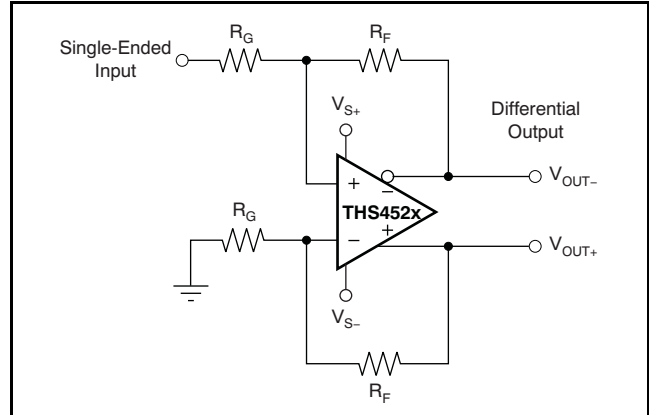 R_G
R_F
Single-Ended
Input
V_S+
Differential
Output
+
−
V_OUT−
THS452x
R_G
−
+
V_OUT+
V_S−
R_F